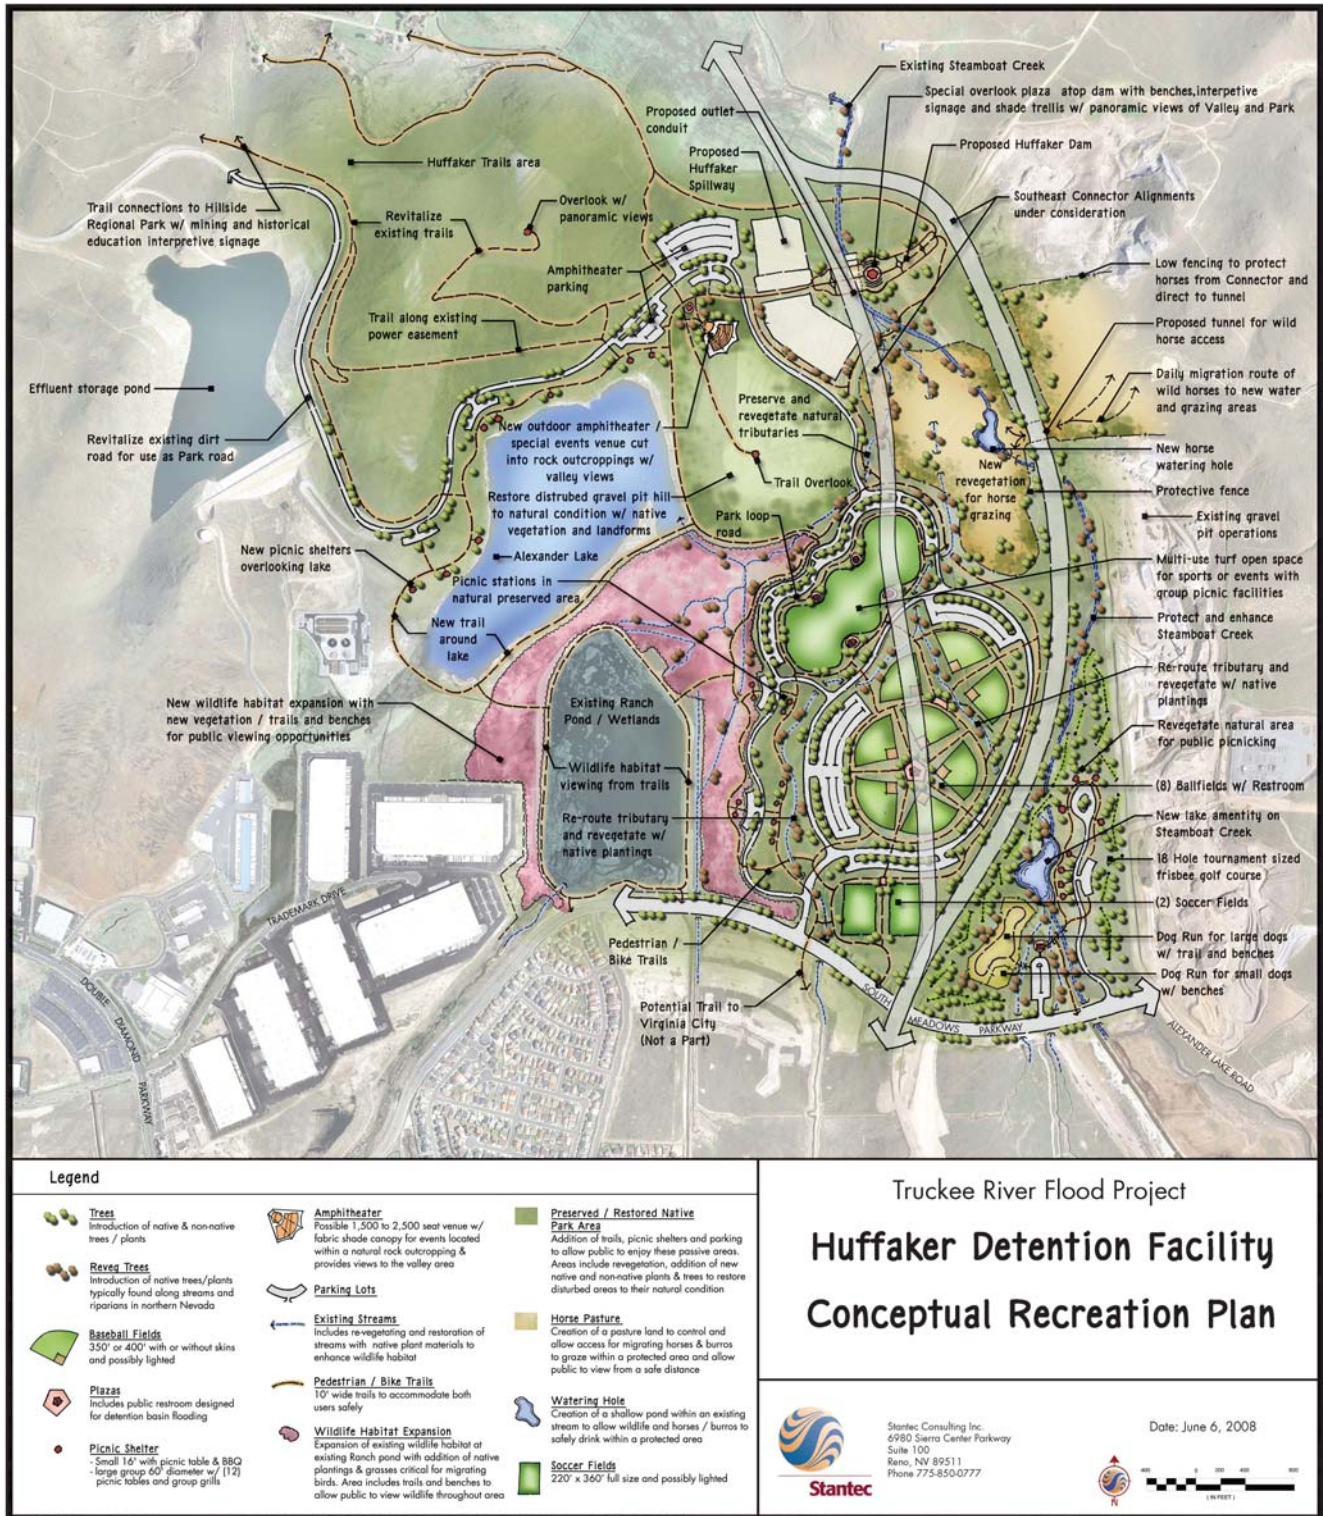 Existing Steamboat Creek
Special overlook plaza atop dam with benches,interpetive
signage and shade trellis w/ panoramic views of Valley and Park
Proposed outlet
conduit
Proposed Huffaker Dam
Proposed
Huffaker
Spillway
Huffaker Trails area
Southeast Connector Alignments
under consideration
Trail connections to Hillside
Regional Park w/ mining and historical
education interpretive signage
Revitalize
existing trails
Overlook w/
panoramic views
Amphitheater
parking
Low fencing to protect
horses from Connector and
direct to tunnel
Trail along existing
power easement
Proposed tunnel for wild
horse access
Effluent storage pond
Daily migration route of
wild horses to new water
and grazing areas
Preserve and
revegetate natural
tributaries
Revitalize existing dirt
road for use as Park road
New outdoor amphitheater /
special events venue cut
into rock outcroppings w/
valley views
New horse
watering hole
New
revegetation
for horse
grazing
Trail Overlook
Protective fence
Restore distrubed gravel pit hill
to natural condition w/ native
vegetation and landforms
Park loop
road
Existing gravel
pit operations
New picnic shelters
overlooking lake
Alexander Lake
Multi-use turf open space
for sports or events with
group picnic facilities
Picnic stations in
natural preserved area
New trail
around
lake
Protect and enhance
Steamboat Creek
Re-route tributary and
revegetate w/ native
plantings
New wildlife habitat expansion with
new vegetation / trails and benches
for public viewing opportunities
Existing Ranch
Pond / Wetlands
Revegetate natural area
for public picnicking
Wildlife habitat
viewing from trails
(8) Ballfields w/ Restroom
Re-route tributary
and revegetate w/
native plantings
New lake amentity on
Steamboat Creek
18 Hole tournament sized
frisbee golf course
(2) Soccer Fields
TRADEMARK DRIVE
Pedestrian /
Bike Trails
Dog Run for large dogs
w/ trail and benches
Dog Run for small dogs
w/ benches
DOUBLE DIAMOND PARKWAY
Potential Trail to
Virginia City
(Not a Part)
SOUTH MEADOWS PARKWAY
ALEXANDER LAKE ROAD
Legend
Trees
Introduction of native & non-native
trees / plants
Reveg Trees
Introduction of native trees/plants
typically found along streams and
riparians in northern Nevada
Baseball Fields
350' or 400' with or without skins
and possibly lighted
Plazas
Includes public restroom designed
for detention basin flooding
Picnic Shelter
- Small 16' with picnic table & BBQ
- large group 60' diameter w/ (12)
picnic tables and group grills
Amphitheater
Possible 1,500 to 2,500 seat venue w/
fabric shade canopy for events located
within a natural rock outcropping &
provides views to the valley area
Parking Lots
Existing Streams
Includes re-vegetating and restoration of
streams with native plant materials to
enhance wildlife habitat
Pedestrian / Bike Trails
10' wide trails to accommodate both
users safely
Wildlife Habitat Expansion
Expansion of existing wildlife habitat at
existing Ranch pond with addition of native
plantings & grasses critical for migrating
birds. Area includes trails and benches to
allow public to view wildlife throughout area
Preserved / Restored Native
Park Area
Addition of trails, picnic shelters and parking
to allow public to enjoy these passive areas.
Areas include revegetation, addition of new
native and non-native plants & trees to restore
disturbed areas to their natural condition
Horse Pasture
Creation of a pasture land to control and
allow access for migrating horses & burros
to graze within a protected area and allow
public to view from a safe distance
Watering Hole
Creation of a shallow pond within an existing
stream to allow wildlife and horses / burros to
safely drink within a protected area
Soccer Fields
220' x 360' full size and possibly lighted
Truckee River Flood Project
Huffaker Detention Facility
Conceptual Recreation Plan
Stantec
Stantec Consulting Inc.
6980 Sierra Center Parkway
Suite 100
Reno, NV 89511
Phone 775-850-0777
Date: June 6, 2008
N
400 0 200 400 800
( IN FEET )